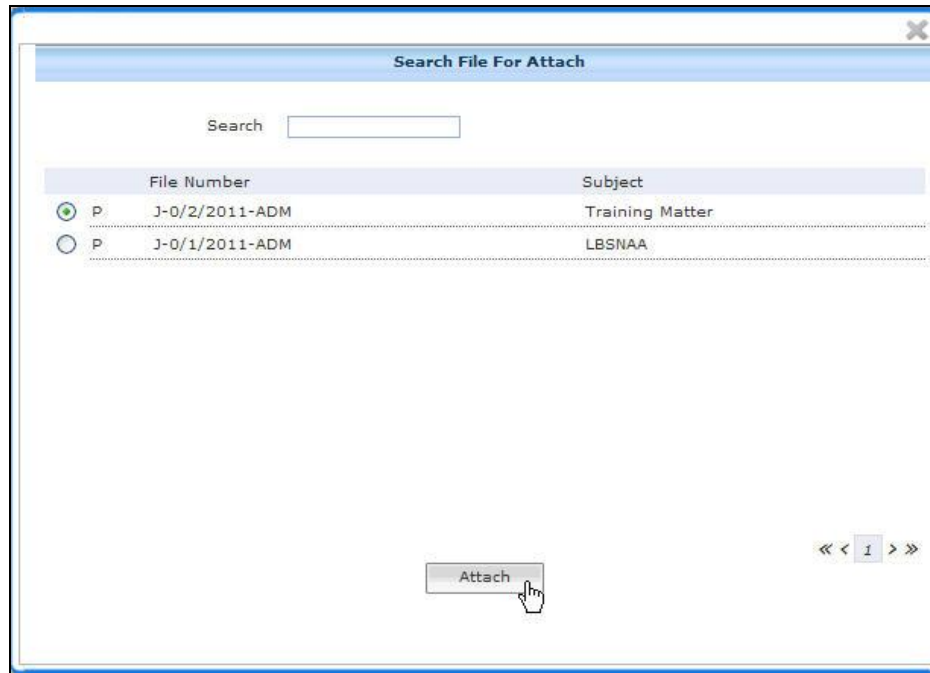 Search File For Attach
Search
File Number Subject
P J-0/2/2011-ADM Training Matter
P J-0/1/2011-ADM LBSNAA
« < 1 > »
Attach